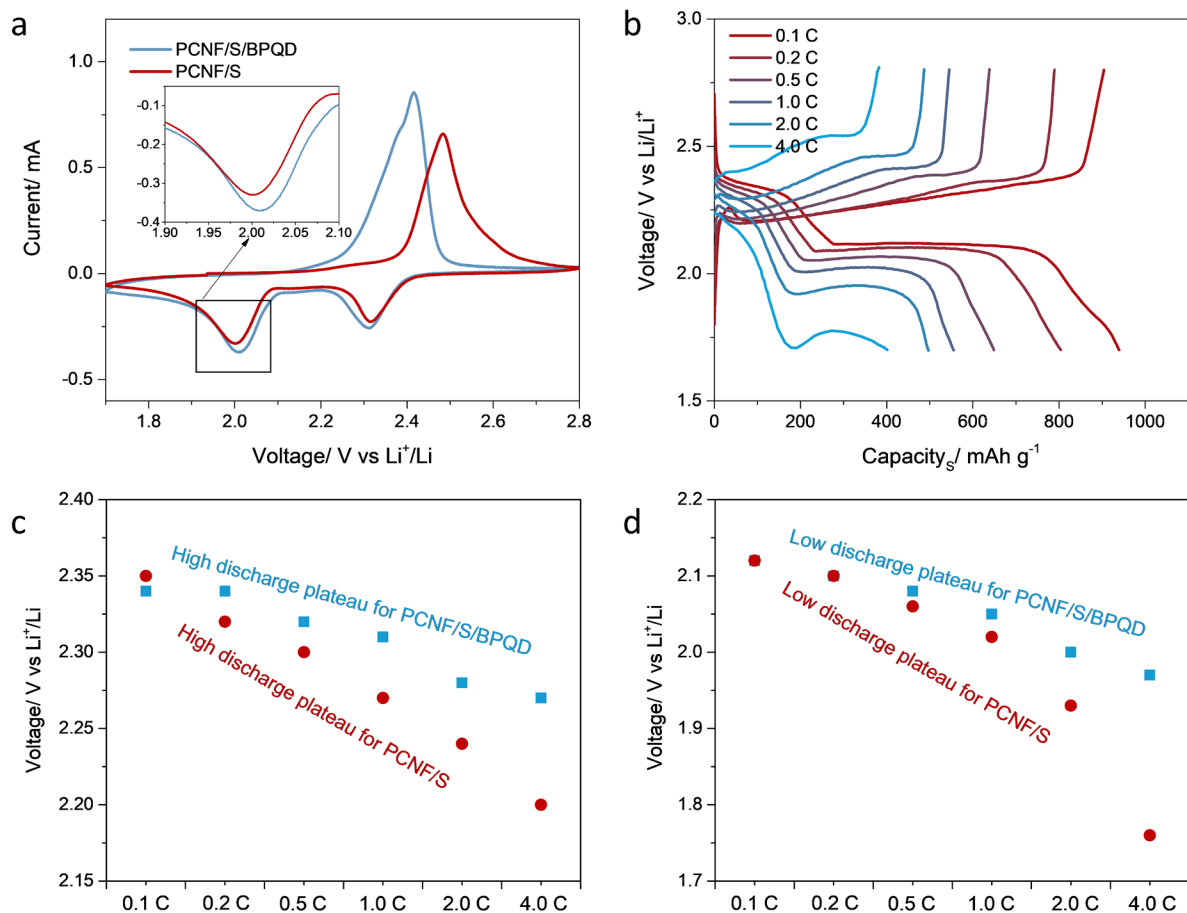 a
PCNF/S/BPQD
PCNF/S
1.0
0.5
0.0
-0.5
Current/ mA
-0.1
-0.2
-0.3
-0.4
1.90 1.95 2.00 2.05 2.10
1.8 2.0 2.2 2.4 2.6 2.8
Voltage/ V vs Li⁺/Li
b
0.1 C
0.2 C
0.5 C
1.0 C
2.0 C
4.0 C
3.0
2.5
2.0
1.5
Voltage/ V vs Li/Li⁺
0 200 400 600 800 1000
Capacityₛ/ mAh g⁻¹
c
2.40
2.35
2.30
2.25
2.20
2.15
Voltage/ V vs Li⁺/Li
High discharge plateau for PCNF/S/BPQD
High discharge plateau for PCNF/S
0.1 C 0.2 C 0.5 C 1.0 C 2.0 C 4.0 C
d
2.2
2.1
2.0
1.9
1.8
1.7
Voltage/ V vs Li⁺/Li
Low discharge plateau for PCNF/S/BPQD
Low discharge plateau for PCNF/S
0.1 C 0.2 C 0.5 C 1.0 C 2.0 C 4.0 C